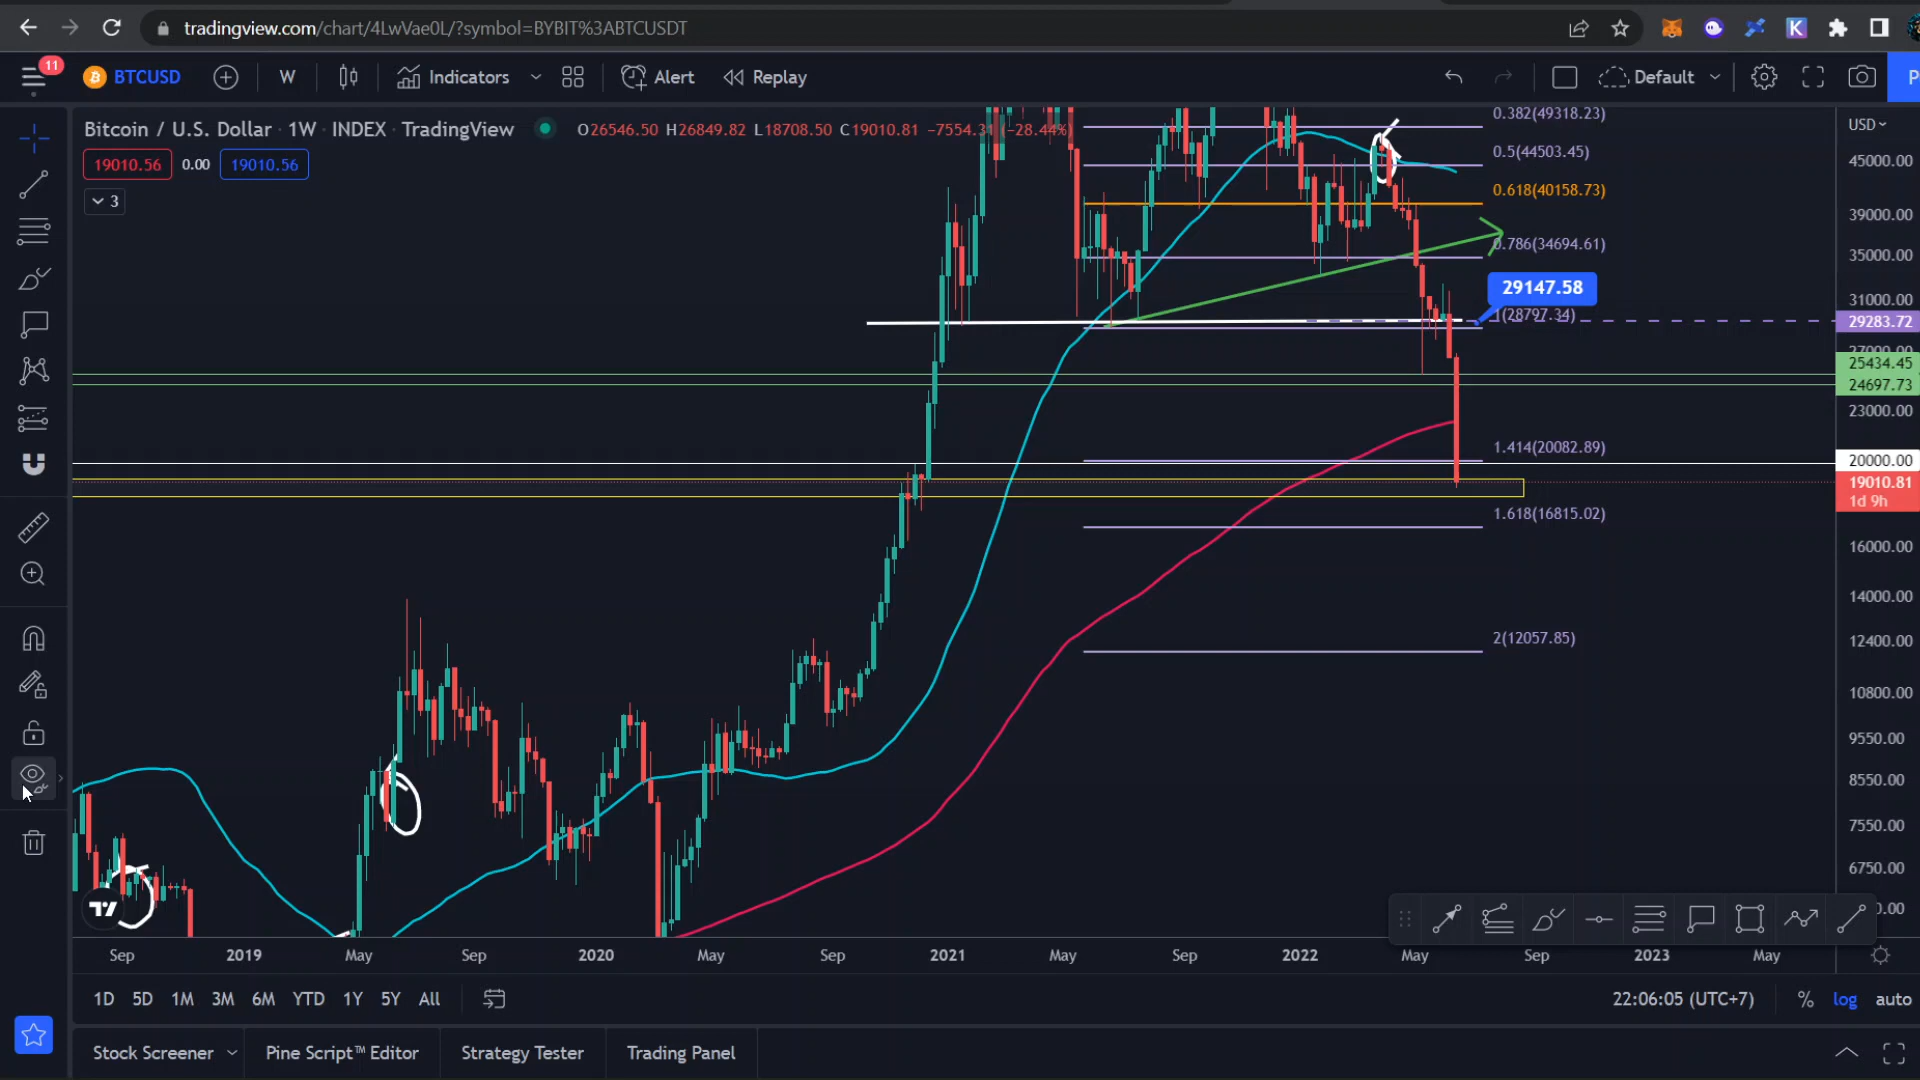 tradingview.com/chart/4LwVae0L/?symbol=BYBIT%3ABTCUSDT
K
11
BTCUSD
W
Indicators
Alert
Replay
Default
P
Bitcoin / U.S. Dollar · 1W · INDEX · TradingView
O26546.50 H26849.82 L18708.50 C19010.81 −7554.31 (−28.44%)
19010.56
0.00
19010.56
3
USD
0.382(49318.23)
0.5(44503.45)
0.618(40158.73)
0.786(34694.61)
29147.58
1(28797.34)
1.414(20082.89)
1.618(16815.02)
2(12057.85)
45000.00
39000.00
35000.00
31000.00
29283.72
27000.00
25434.45
24697.73
23000.00
20000.00
19010.81
1d 9h
16000.00
14000.00
12400.00
10800.00
9550.00
8550.00
7550.00
6750.00
Sep
2019
May
Sep
2020
May
Sep
2021
May
Sep
2022
May
Sep
2023
May
1D
5D
1M
3M
6M
YTD
1Y
5Y
All
22:06:05 (UTC+7)
%
log
auto
Stock Screener
Pine Script™ Editor
Strategy Tester
Trading Panel